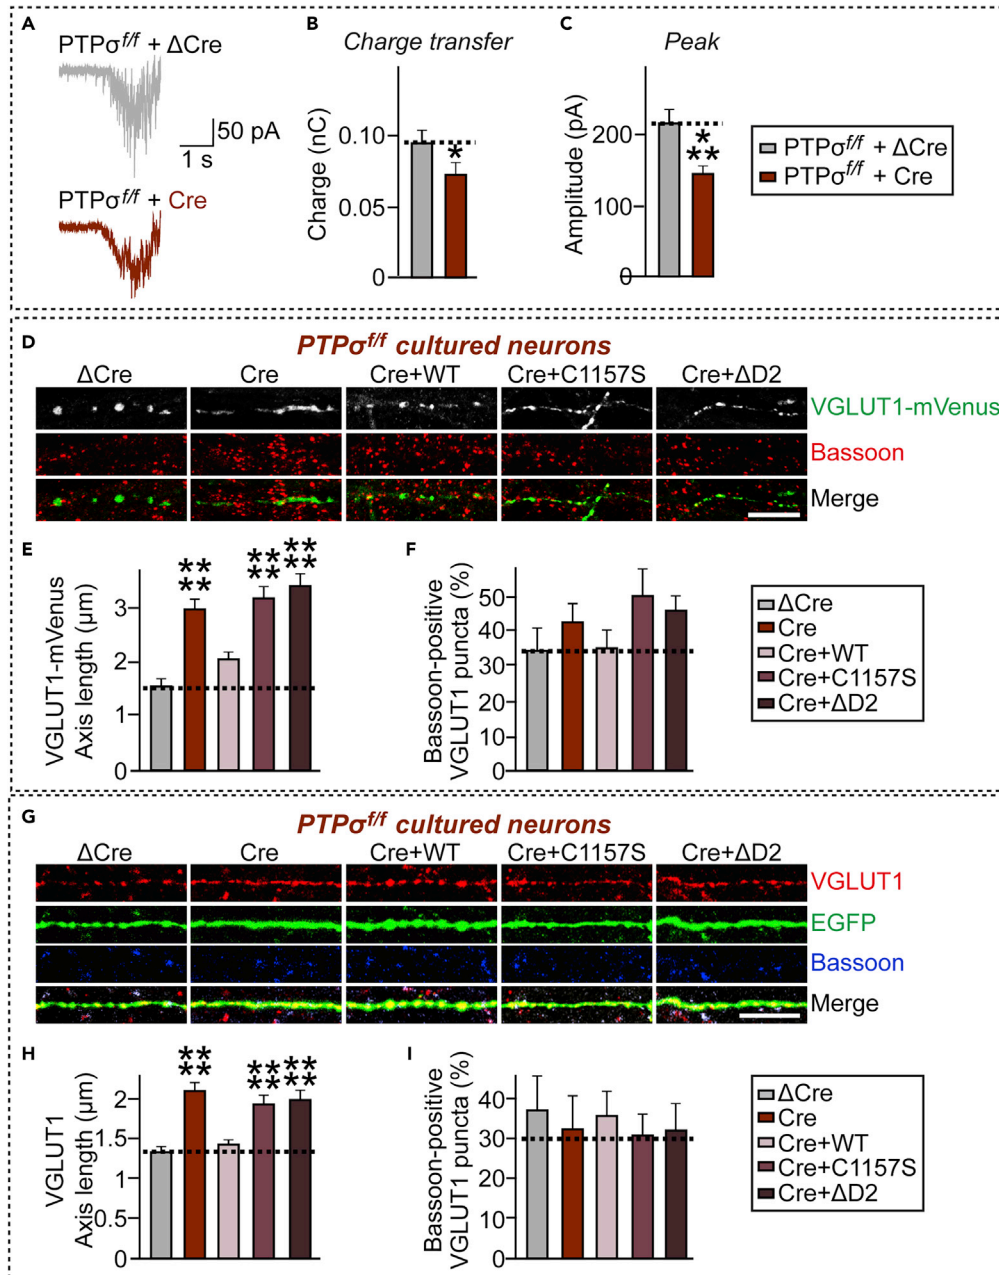 A
PTPσf/f + ΔCre
50 pA
1 s
PTPσf/f + Cre
B
Charge transfer
Charge (nC)
0.10
0.05
0
*
C
Peak
Amplitude (pA)
200
100
0
*
**
PTPσf/f + ΔCre
PTPσf/f + Cre
D
PTPσf/f cultured neurons
ΔCre Cre Cre+WT Cre+C1157S Cre+ΔD2
VGLUT1-mVenus
Bassoon
Merge
E
VGLUT1-mVenus
Axis length (μm)
3
2
1
0
**
**
**
**
**
**
F
Bassoon-positive
VGLUT1 puncta (%)
50
40
30
20
10
0
ΔCre
Cre
Cre+WT
Cre+C1157S
Cre+ΔD2
G
PTPσf/f cultured neurons
ΔCre Cre Cre+WT Cre+C1157S Cre+ΔD2
VGLUT1
EGFP
Bassoon
Merge
H
VGLUT1
Axis length (μm)
2
1.5
1
0.5
0
**
**
**
**
**
**
I
Bassoon-positive
VGLUT1 puncta (%)
40
30
20
10
0
ΔCre
Cre
Cre+WT
Cre+C1157S
Cre+ΔD2